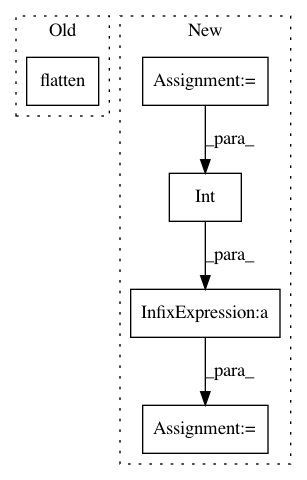 Old
New
flatten
Assignment:=
_para_
Int
_para_
InfixExpression:a
_para_
Assignment:=